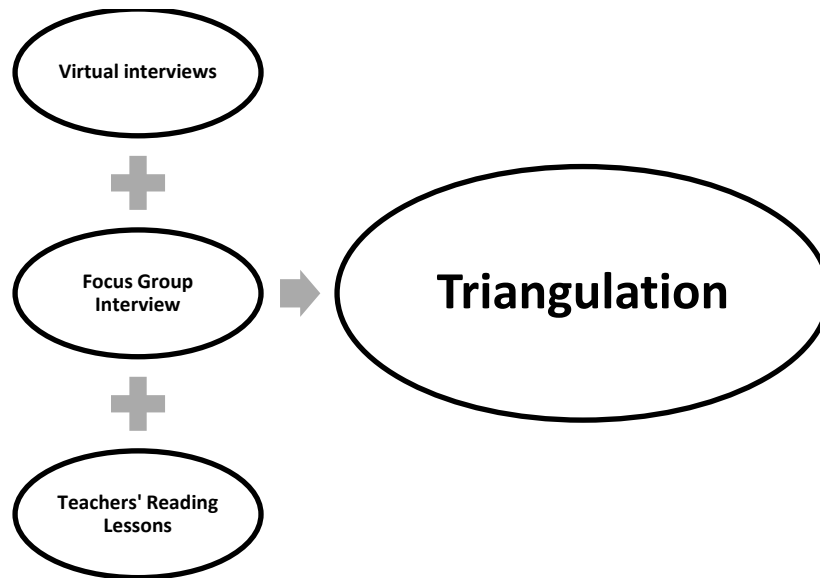 Virtual interviews
Focus Group
Interview
Triangulation
Teachers' Reading
Lessons